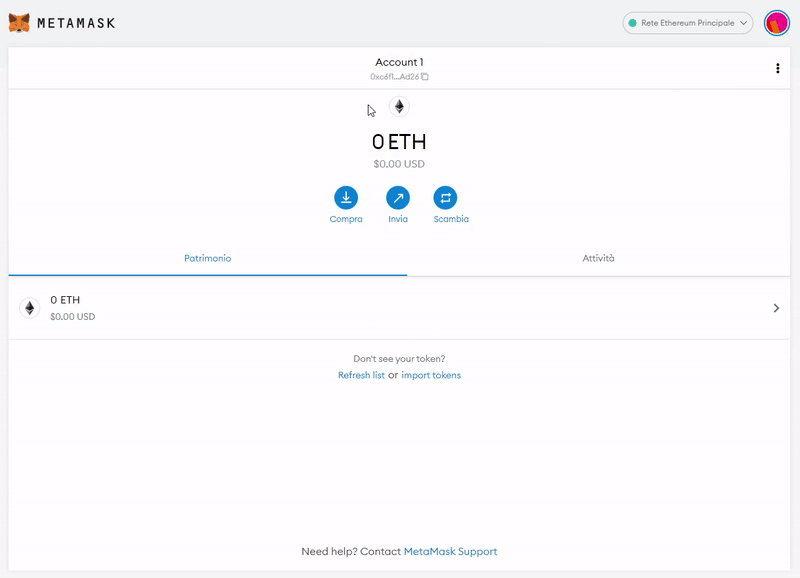 METAMASK
Rete Ethereum Principale
Account 1
0xc6f1...Ad26
0 ETH
$0.00 USD
Compra
Invia
Scambia
Patrimonio
Attività
0 ETH
$0.00 USD
Don't see your token?
Refresh list or import tokens
Need help? Contact MetaMask Support